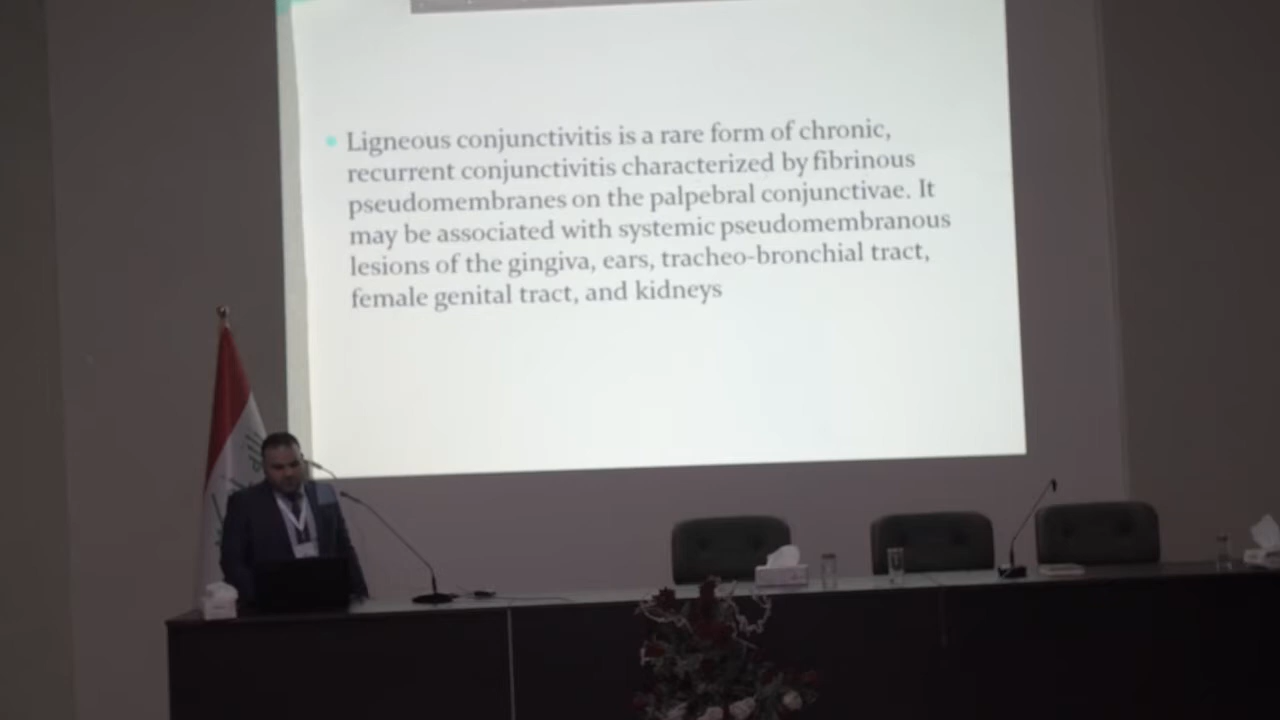 Ligneous conjunctivitis is a rare form of chronic,
recurrent conjunctivitis characterized by fibrinous
pseudomembranes on the palpebral conjunctivae. It
may be associated with systemic pseudomembranous
lesions of the gingiva, ears, tracheo-bronchial tract,
female genital tract, and kidneys